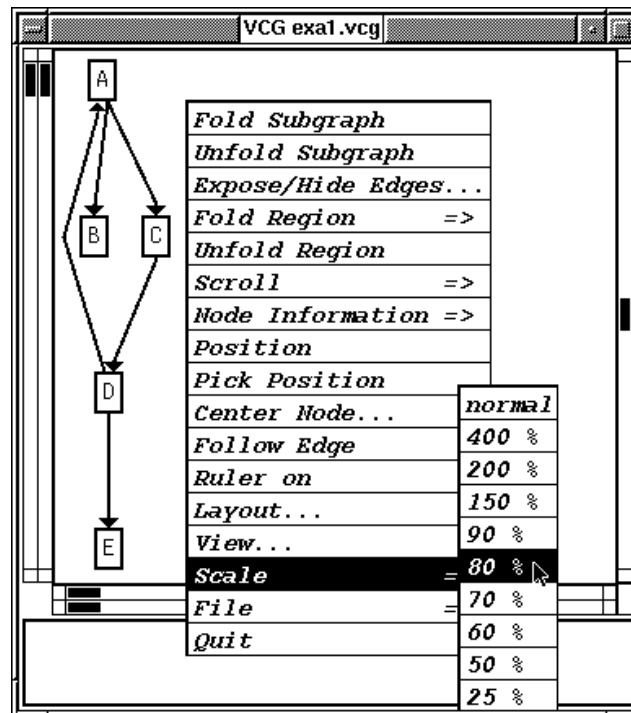 VCG exa1.vcg
A
B
C
D
E
Fold Subgraph
Unfold Subgraph
Expose/Hide Edges...
Fold Region =>
Unfold Region
Scroll =>
Node Information =>
Position
Pick Position
Center Node...
Follow Edge
Ruler on
Layout...
View...
Scale =
File =
Quit
normal
400 %
200 %
150 %
90 %
80 %
70 %
60 %
50 %
25 %